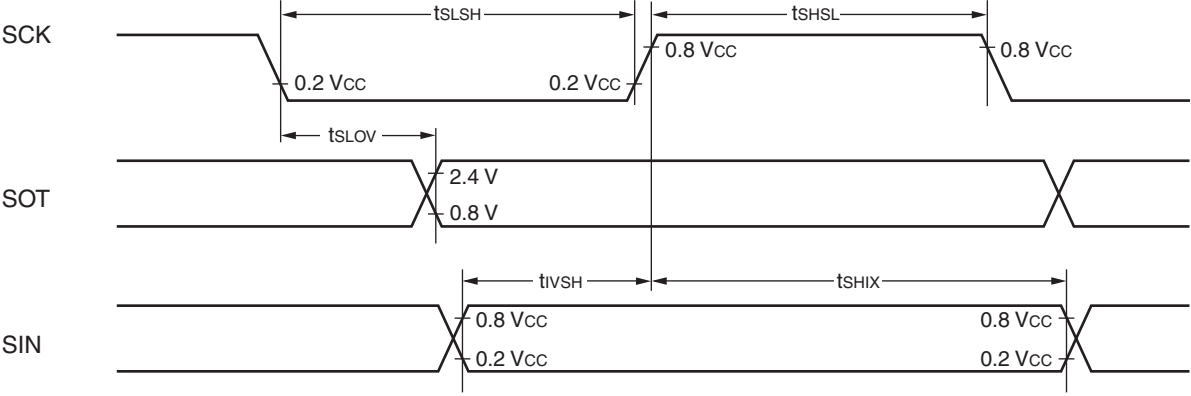 tSLSH
tSHSL
SCK
0.8 VCC
0.8 VCC
0.2 VCC
0.2 VCC
tSLOV
SOT
2.4 V
0.8 V
tIVSH
tSHIX
SIN
0.8 VCC
0.8 VCC
0.2 VCC
0.2 VCC